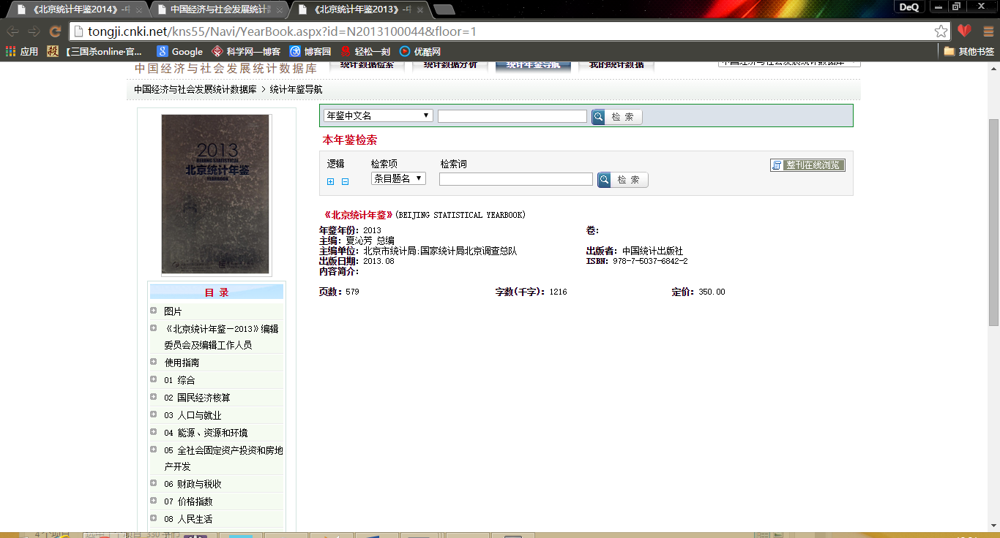 《北京统计年鉴2014》-中
中国经济与社会发展统计数
《北京统计年鉴2013》-中
DeQ
tongji.cnki.net/kns55/Navi/YearBook.aspx?id=N2013100044&floor=1
应用
【三国杀online·官...
Google
科学网—博客
博客园
轻松一刻
优酷网
其他书签
中国经济与社会发展统计数据库
统计数据检索
统计数据分析
统计年鉴导航
我的统计数据
中国经济与社会发展统计数据库
中国经济与社会发展统计数据库 > 统计年鉴导航
2013
BEIJING STATISTICAL
北京统计年鉴
YEARBOOK
年鉴中文名
检 索
本年鉴检索
逻辑
检索项
检索词
整刊在线浏览
条目题名
检 索
《北京统计年鉴》(BEIJING STATISTICAL YEARBOOK)
年鉴年份: 2013
卷:
主编: 夏沁芳 总编
主编单位: 北京市统计局;国家统计局北京调查总队
出版者: 中国统计出版社
出版日期: 2013.08
ISBN: 978-7-5037-6842-2
内容简介:
页数: 579
字数(千字): 1216
定价: 350.00
目 录
图片
《北京统计年鉴—2013》编辑
委员会及编辑工作人员
使用指南
01 综合
02 国民经济核算
03 人口与就业
04 能源、资源和环境
05 全社会固定资产投资和房地
产开发
06 财政与税收
07 价格指数
08 人民生活